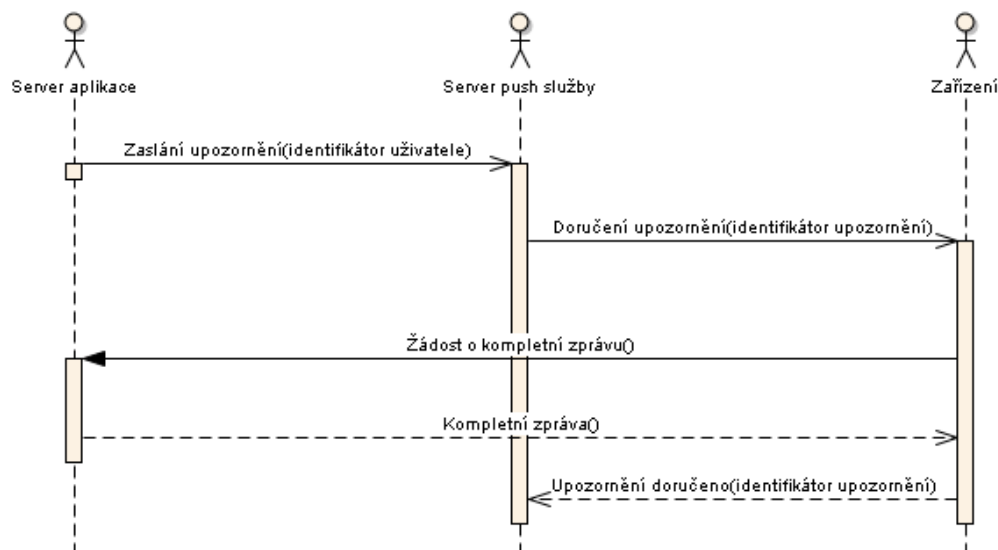 Server aplikace
Server push služby
Zařízení
Zaslání upozornění(identifikátor uživatele)
Doručení upozornění(identifikátor upozornění)
Žádost o kompletní zprávu()
Kompletní zpráva()
Upozornění doručeno(identifikátor upozornění)